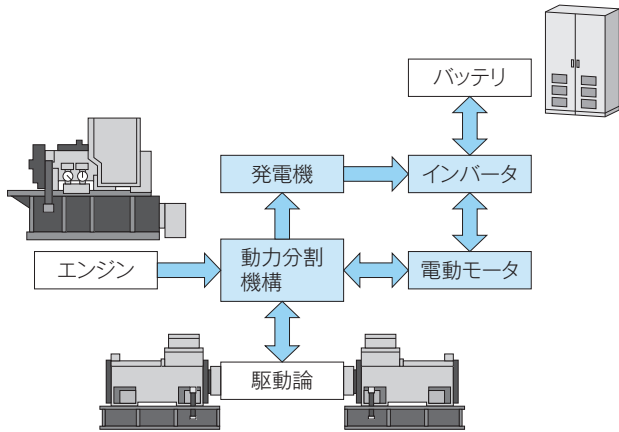 バッテリ
発電機
インバータ
エンジン
動力分割
機構
電動モータ
駆動論